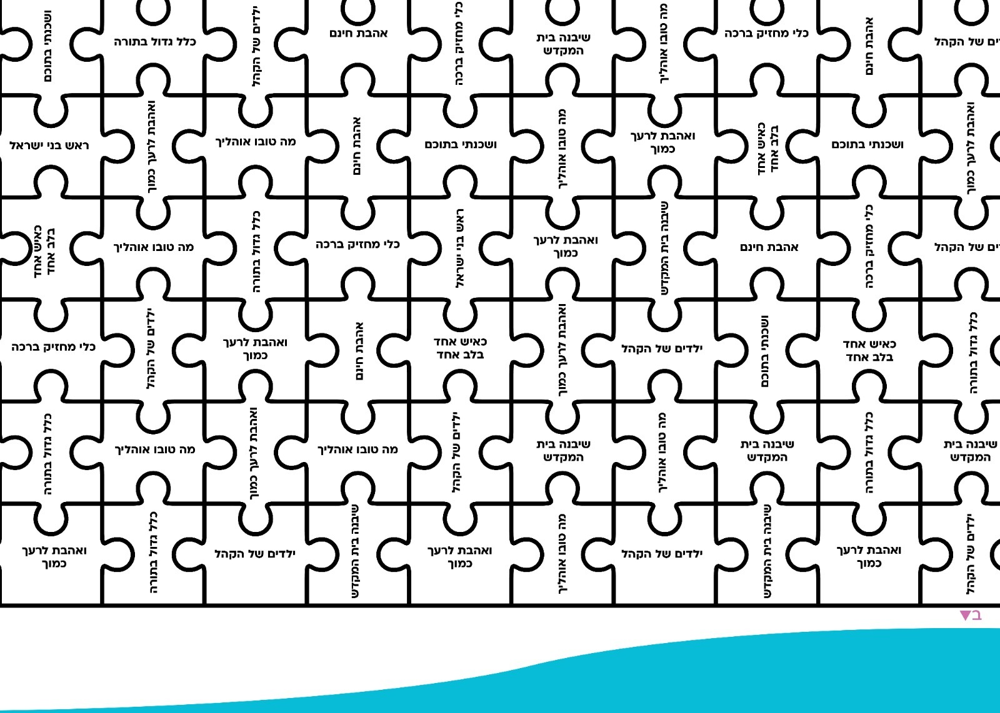 דים של הקהל
אהבת חינם
כלי מחזיק ברכה
מה טובו אוהליך
שיבנה בית
המקדש
כלי מחזיק ברכה
אהבת חינם
ילדים של הקהל
כלל גדול בתורה
ושכנתי בתוכם
ואהבת לרעך כמוך
ושכנתי בתוכם
כאיש אחד
בלב אחד
ואהבת לרעך
כמוך
מה טובו אוהליך
ושכנתי בתוכם
אהבת חינם
מה טובו אוהליך
ואהבת לרעך כמוך
ראש בני ישראל
דים של הקהל
כלי מחזיק ברכה
אהבת חינם
שיבנה בית המקדש
ואהבת לרעך
כמוך
ראש בני ישראל
כלי מחזיק ברכה
כלל גדול בתורה
מה טובו אוהליך
כאיש אחד
בלב אחד
כלל גדול בתורה
כאיש אחד
בלב אחד
ושכנתי בתוכם
ילדים של הקהל
ואהבת לרעך כמוך
כאיש אחד
בלב אחד
אהבת חינם
ואהבת לרעך
כמוך
ילדים של הקהל
כלי מחזיק ברכה
שיבנה בית
המקדש
כלל גדול בתורה
שיבנה בית
המקדש
מה טובו אוהליך
שיבנה בית
המקדש
ילדים של הקהל
מה טובו אוהליך
ואהבת לרעך כמוך
מה טובו אוהליך
כלל גדול בתורה
ילדים של הקהל
ואהבת לרעך
כמוך
שיבנה בית המקדש
ילדים של הקהל
מה טובו אוהליך
ואהבת לרעך
כמוך
שיבנה בית המקדש
ילדים של הקהל
כלל גדול בתורה
ואהבת לרעך
כמוך
ב